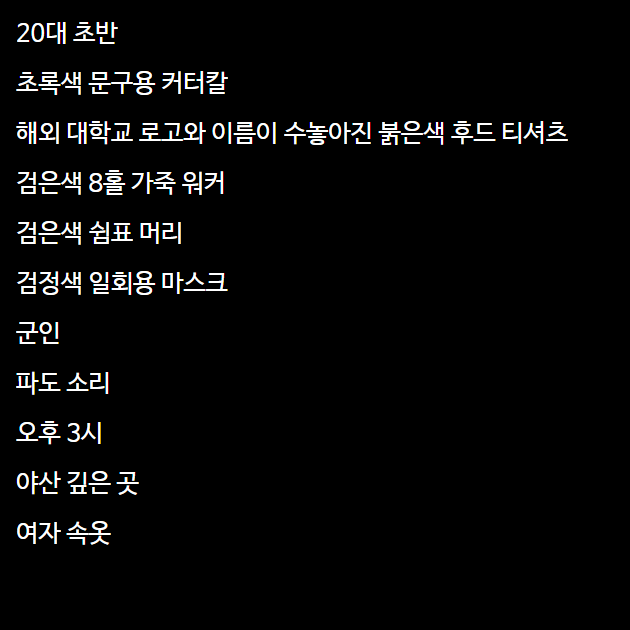 20대 초반
초록색 문구용 커터칼
해외 대학교 로고와 이름이 수놓아진 붉은색 후드 티셔츠
검은색 8홀 가죽 워커
검은색 쉼표 머리
검정색 일회용 마스크
군인
파도 소리
오후 3시
야산 깊은 곳
여자 속옷